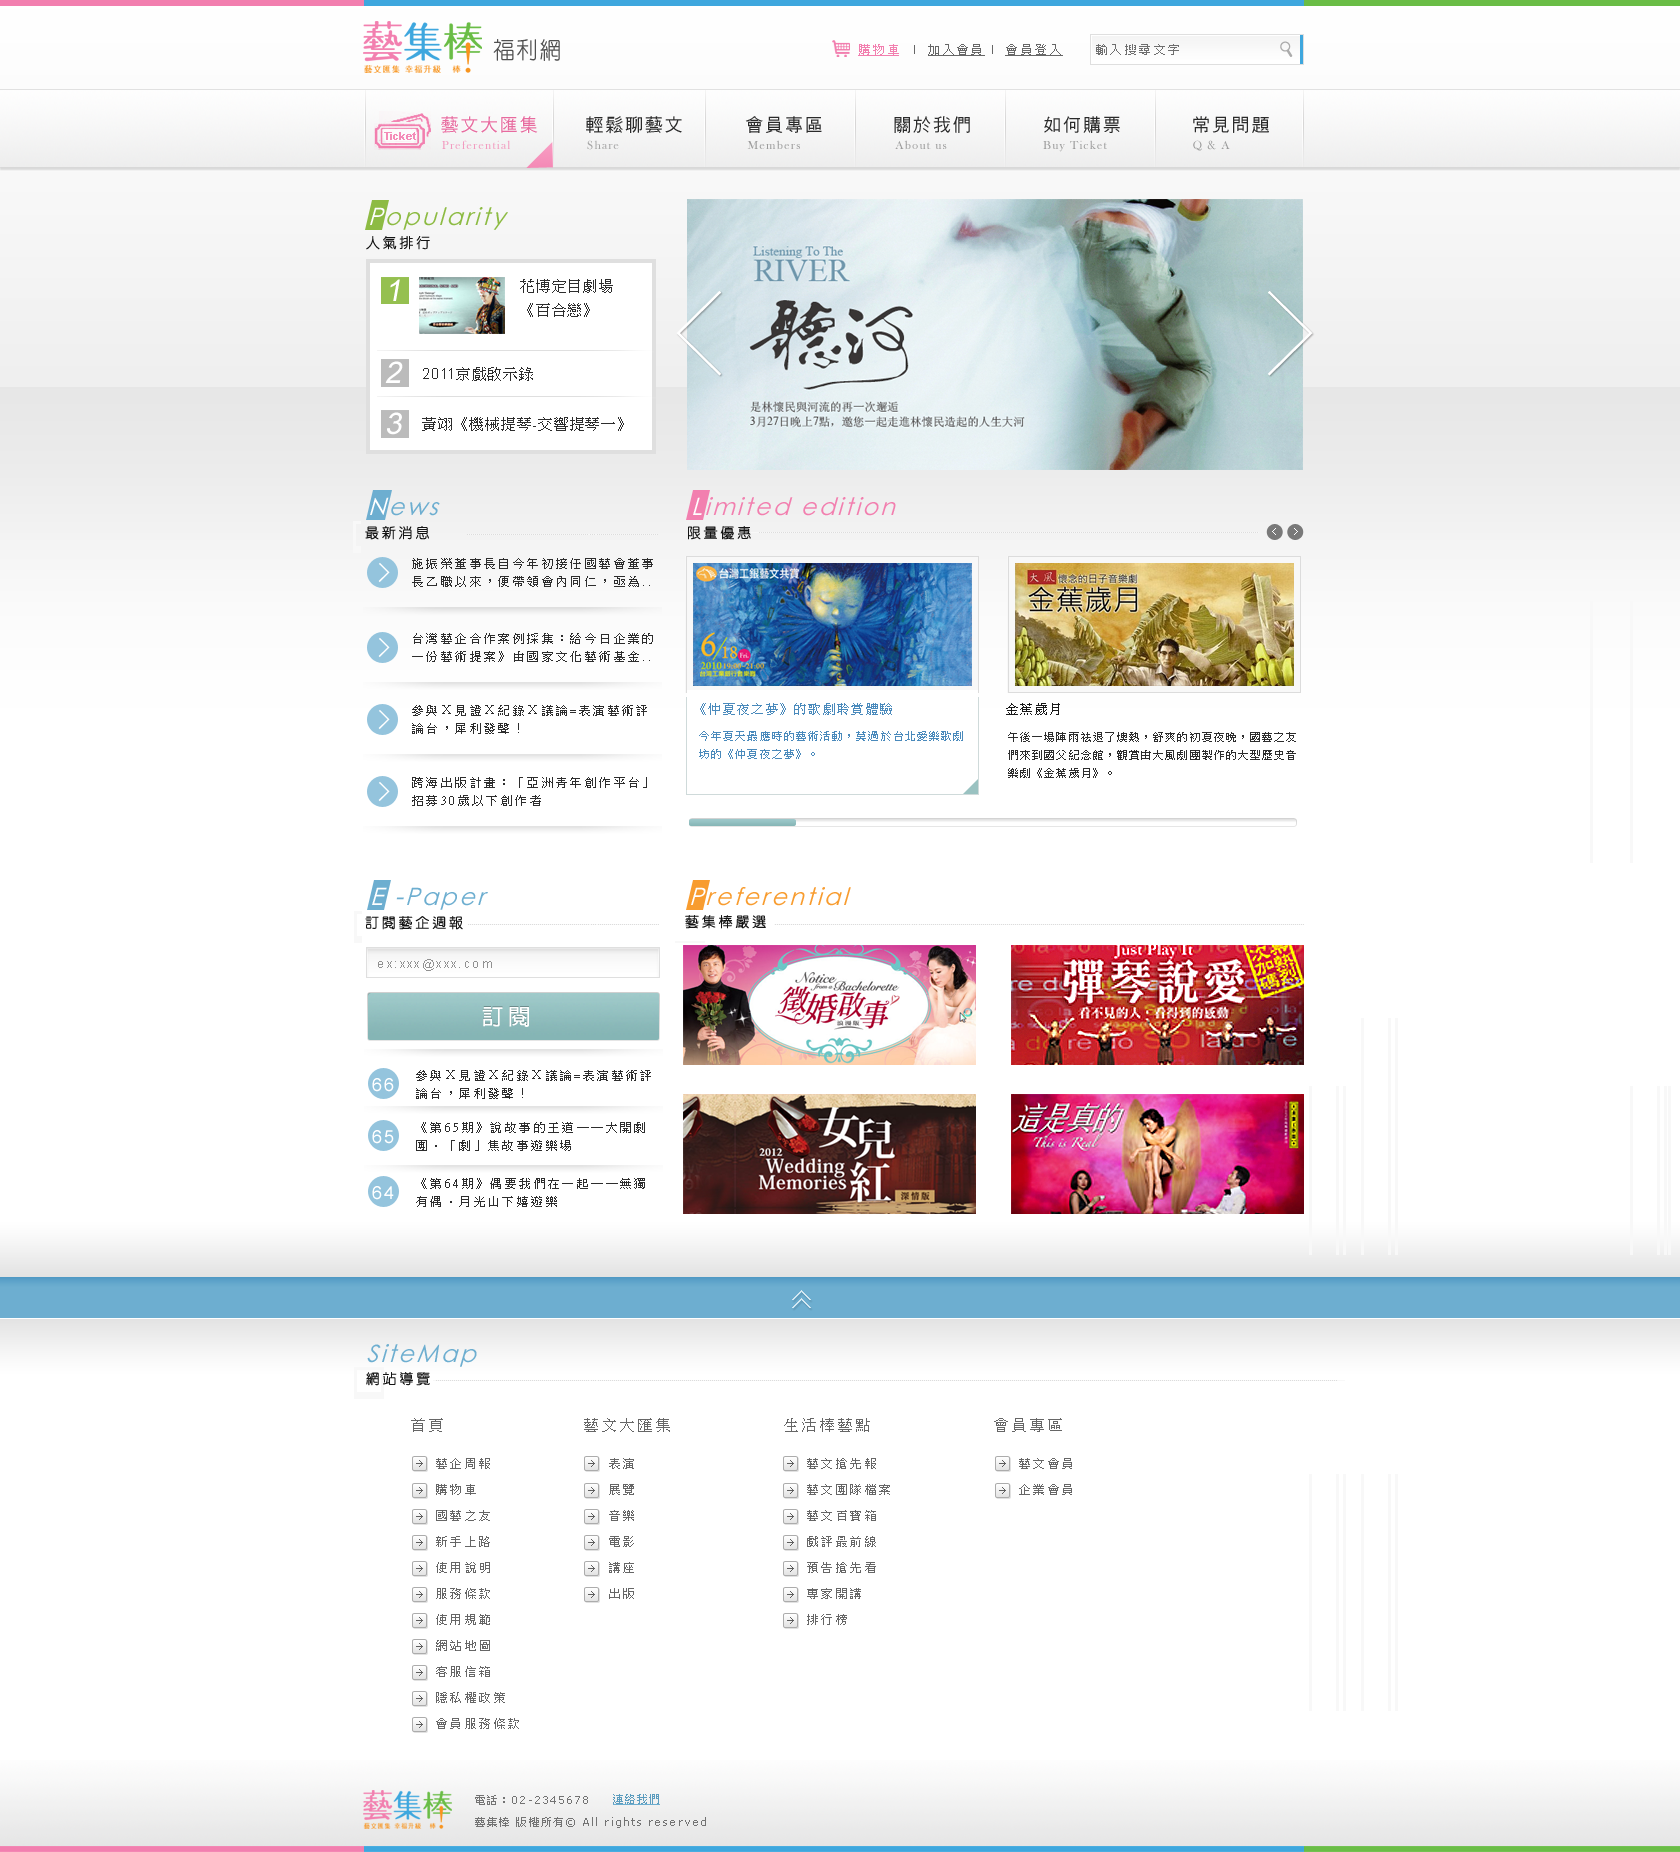 藝集棒 福利網
藝文匯集 幸福升級 棒！
購物車 | 加入會員 | 會員登入
輸入搜尋文字
Ticket
藝文大匯集
Preferential
輕鬆聊藝文
Share
會員專區
Members
關於我們
About us
如何購票
Buy Ticket
常見問題
Q & A
Popularity
人氣排行
1
花博定目劇場
《百合戀》
2
2011京戲啟示錄
3
黃翊《機械提琴-交響提琴一》
Listening To The
RIVER
聽河
是林懷民與河流的再一次邂逅
3月27日晚上7點，邀您一起走進林懷民造起的人生大河
News
最新消息
施振榮董事長自今年初接任國藝會董事
長乙職以來，便帶領會內同仁，亟為..
台灣藝企合作案例採集：給今日企業的
一份藝術提案》由國家文化藝術基金..
參與X見證X紀錄X議論=表演藝術評
論台，犀利發聲！
跨海出版計畫：「亞洲青年創作平台」
招募30歲以下創作者
Limited edition
限量優惠
台灣工銀藝文共賞
6/18 Fri.
2010 19:00-21:00
《仲夏夜之夢》的歌劇聆賞體驗
今年夏天最應時的藝術活動，莫過於台北愛樂歌劇
坊的《仲夏夜之夢》。
大風 懷念的日子音樂劇
金蕉歲月
金蕉歲月
午後一場陣雨袪退了燠熱，舒爽的初夏夜晚，國藝之友
們來到國父紀念館，觀賞由大風劇團製作的大型歷史音
樂劇《金蕉歲月》。
E -Paper
訂閱藝企週報
ex:xxx@xxx.com
訂閱
66
參與X見證X紀錄X議論=表演藝術評
論台，犀利發聲！
65
《第65期》說故事的王道——大開劇
團．「劇」焦故事遊樂場
64
《第64期》偶要我們在一起——無獨
有偶．月光山下嬉遊樂
Preferential
藝集棒嚴選
Notice
from a Bachelorette
徵婚啟事
Just Play It
彈琴說愛
看不見的人，看得到的感動
女兒紅
2012
Wedding
Memories
深情版
這是真的
This is Real
SiteMap
網站導覽
首頁
藝企周報
購物車
國藝之友
新手上路
使用說明
服務條款
使用規範
網站地圖
客服信箱
隱私權政策
會員服務條款
藝文大匯集
表演
展覽
音樂
電影
講座
出版
生活棒藝點
藝文搶先報
藝文團隊檔案
藝文百寶箱
戲評最前線
預告搶先看
專家開講
排行榜
會員專區
藝文會員
企業會員
藝集棒
藝文匯集 幸福升級 棒！
電話：02-2345678 連絡我們
藝集棒 版權所有© All rights reserved